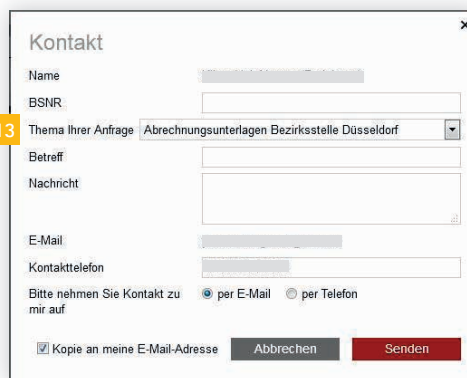 Kontakt
Name
BSNR
13 Thema Ihrer Anfrage Abrechnungsunterlagen Bezirksstelle Düsseldorf
Betreff
Nachricht
E-Mail
Kontakttelefon
Bitte nehmen Sie Kontakt zu per E-Mail per Telefon
mir auf
Kopie an meine E-Mail-Adresse Abbrechen Senden